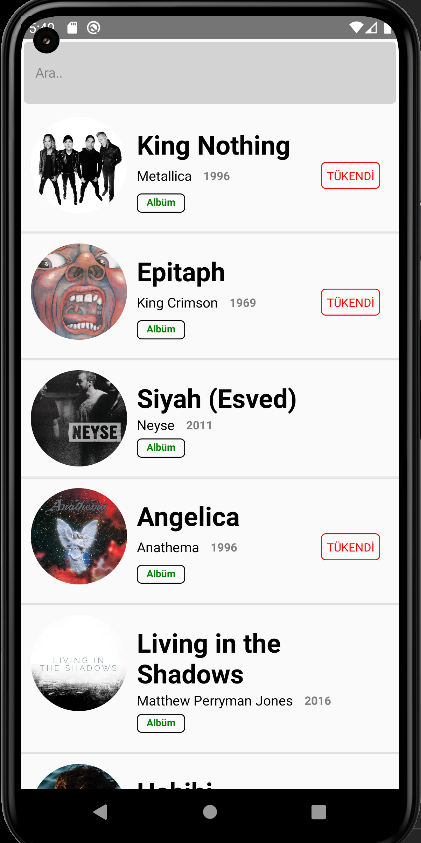 5:40
Ara..
King Nothing
Metallica 1996
TÜKENDİ
Albüm
Epitaph
King Crimson 1969
TÜKENDİ
Albüm
NEYSE
Siyah (Esved)
Neyse 2011
Albüm
Anathema
Angelica
Anathema 1996
TÜKENDİ
Albüm
LIVING IN
THE SHADOWS
Living in the
Shadows
Matthew Perryman Jones 2016
Albüm